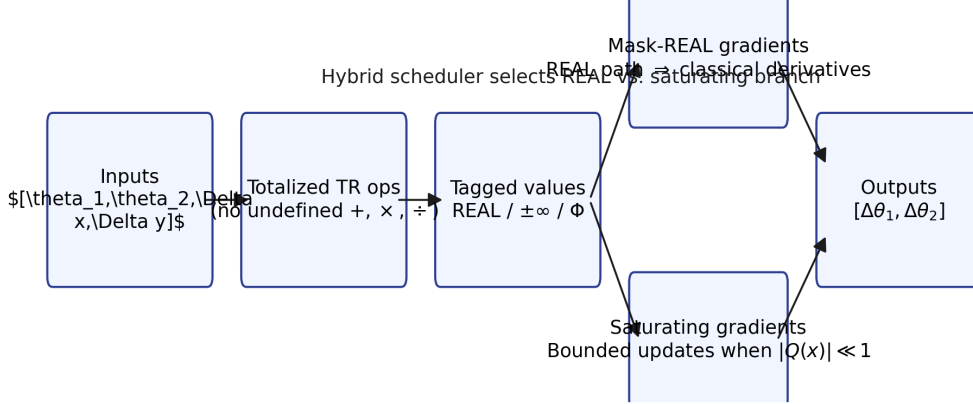 Mask-REAL gradients
REAL path ⇒ classical derivatives
Hybrid scheduler selects REAL vs. saturating branch
Inputs
$[\theta_1,\theta_2,\Delta
x,\Delta y]$
Totalized TR ops
(no undefined +, ×, ÷)
Tagged values
REAL / ±∞ / Φ
Outputs
[Δθ₁, Δθ₂]
Saturating gradients
Bounded updates when |Q(x)| ≪ 1